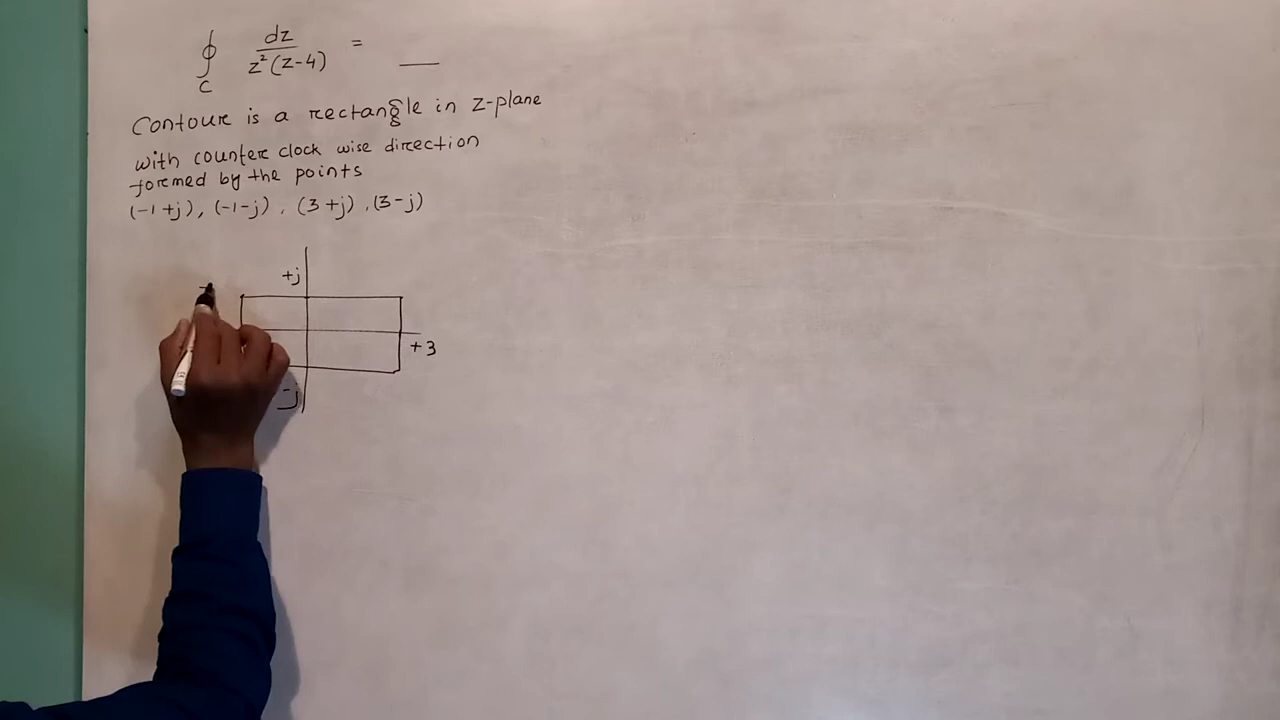 ∮ dz
C z²(z-4) = __
Contour is a rectangle in z-plane
with counter clock wise direction
formed by the points
(-1+j), (-1-j), (3+j), (3-j)
+j
+3
-j